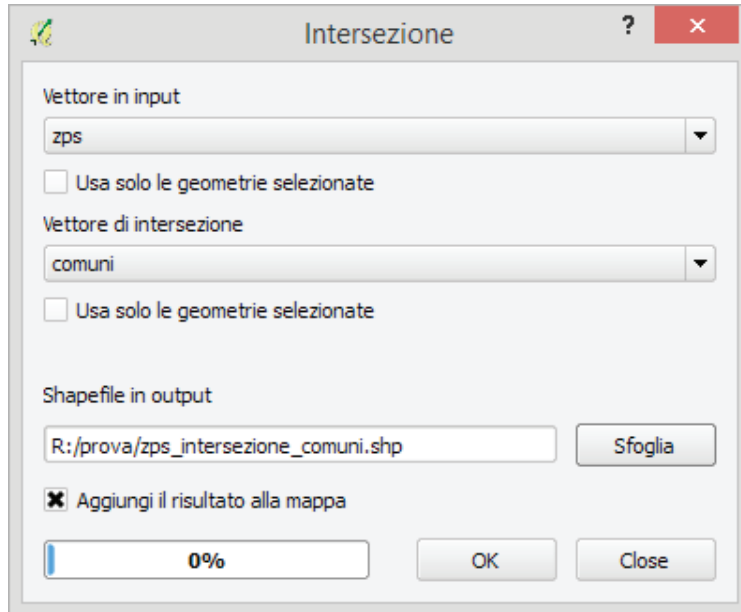 Intersezione
?
Vettore in input
zps
Usa solo le geometrie selezionate
Vettore di intersezione
comuni
Usa solo le geometrie selezionate
Shapefile in output
R:/prova/zps_intersezione_comuni.shp
Sfoglia
Aggiungi il risultato alla mappa
0%
OK
Close